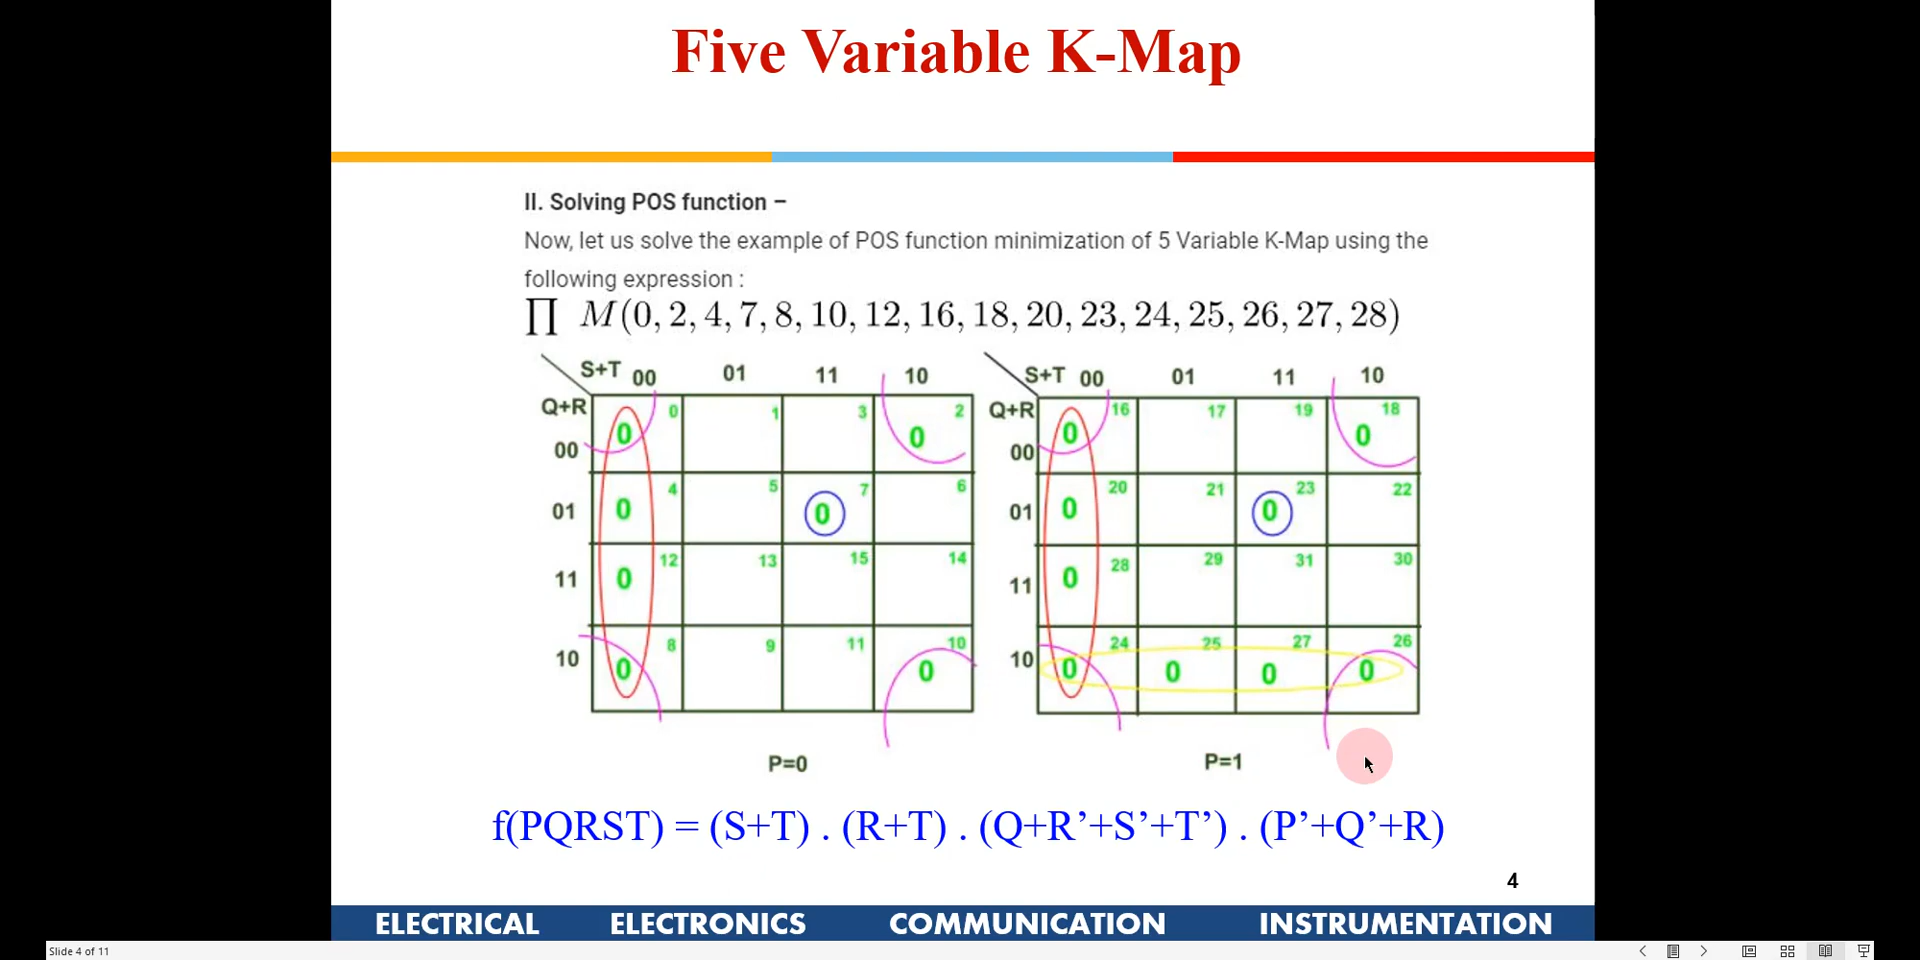 Five Variable K-Map
II. Solving POS function –
Now, let us solve the example of POS function minimization of 5 Variable K-Map using the
following expression :
∏ M(0, 2, 4, 7, 8, 10, 12, 16, 18, 20, 23, 24, 25, 26, 27, 28)
S+T 00 01 11 10
Q+R
00 0 0 1 3 0 2
01 0 4 5 0 7 6
11 0 12 13 15 14
10 0 8 9 11 0 10
P=0
S+T 00 01 11 10
Q+R
00 0 16 17 19 0 18
01 0 20 21 0 23 22
11 0 28 29 31 30
10 0 24 0 25 0 27 0 26
P=1
f(PQRST) = (S+T) . (R+T) . (Q+R’+S’+T’) . (P’+Q’+R)
4
ELECTRICAL ELECTRONICS COMMUNICATION INSTRUMENTATION
Slide 4 of 11